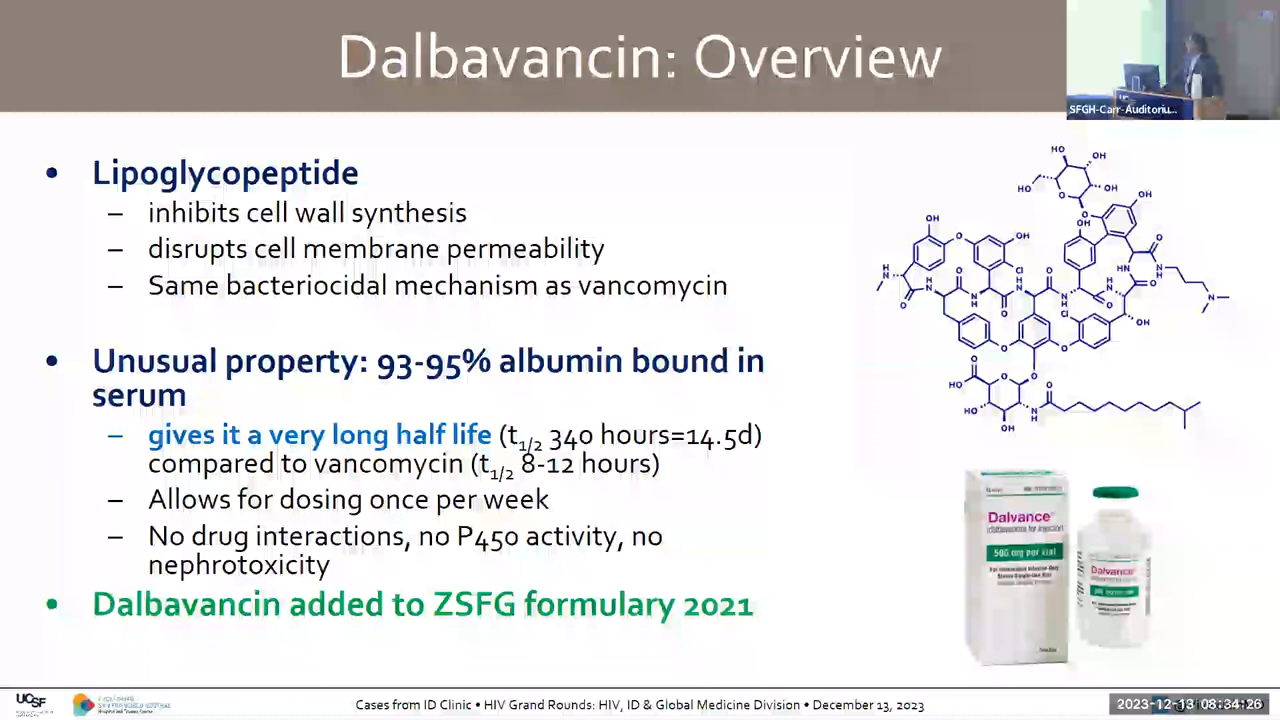 Dalbavancin: Overview
SFGH-Carr-Auditoriu...
• Lipoglycopeptide
– inhibits cell wall synthesis
– disrupts cell membrane permeability
– Same bacteriocidal mechanism as vancomycin
• Unusual property: 93-95% albumin bound in
serum
– gives it a very long half life (t1/2 340 hours=14.5d)
compared to vancomycin (t1/2 8-12 hours)
– Allows for dosing once per week
– No drug interactions, no P450 activity, no
nephrotoxicity
• Dalbavancin added to ZSFG formulary 2021
Dalvance
500 mg per vial
Dalvance
UCSF
Cases from ID Clinic • HIV Grand Rounds: HIV, ID & Global Medicine Division • December 13, 2023
2023-12-13 08:34:26